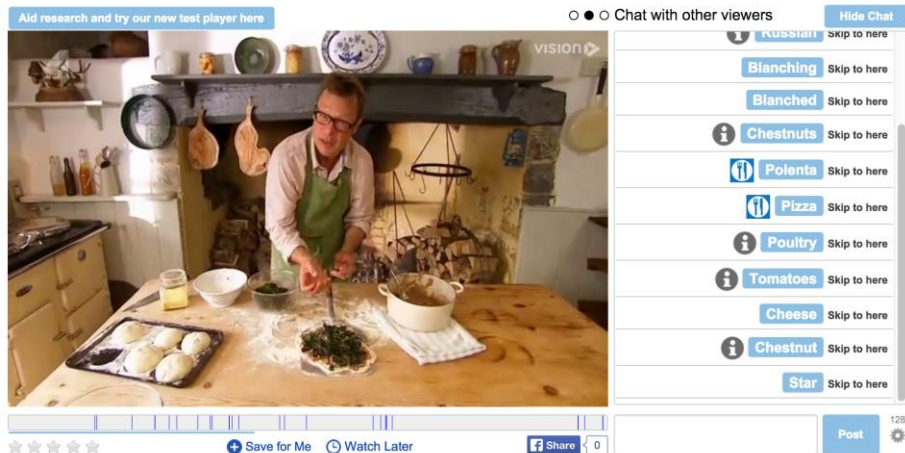 Aid research and try our new test player here
Chat with other viewers
Hide Chat
VISION
Russian Skip to here
Blanching Skip to here
Blanched Skip to here
Chestnuts Skip to here
Polenta Skip to here
Pizza Skip to here
Poultry Skip to here
Tomatoes Skip to here
Cheese Skip to here
Chestnut Skip to here
Star Skip to here
Save for Me
Watch Later
Share 0
Post
128